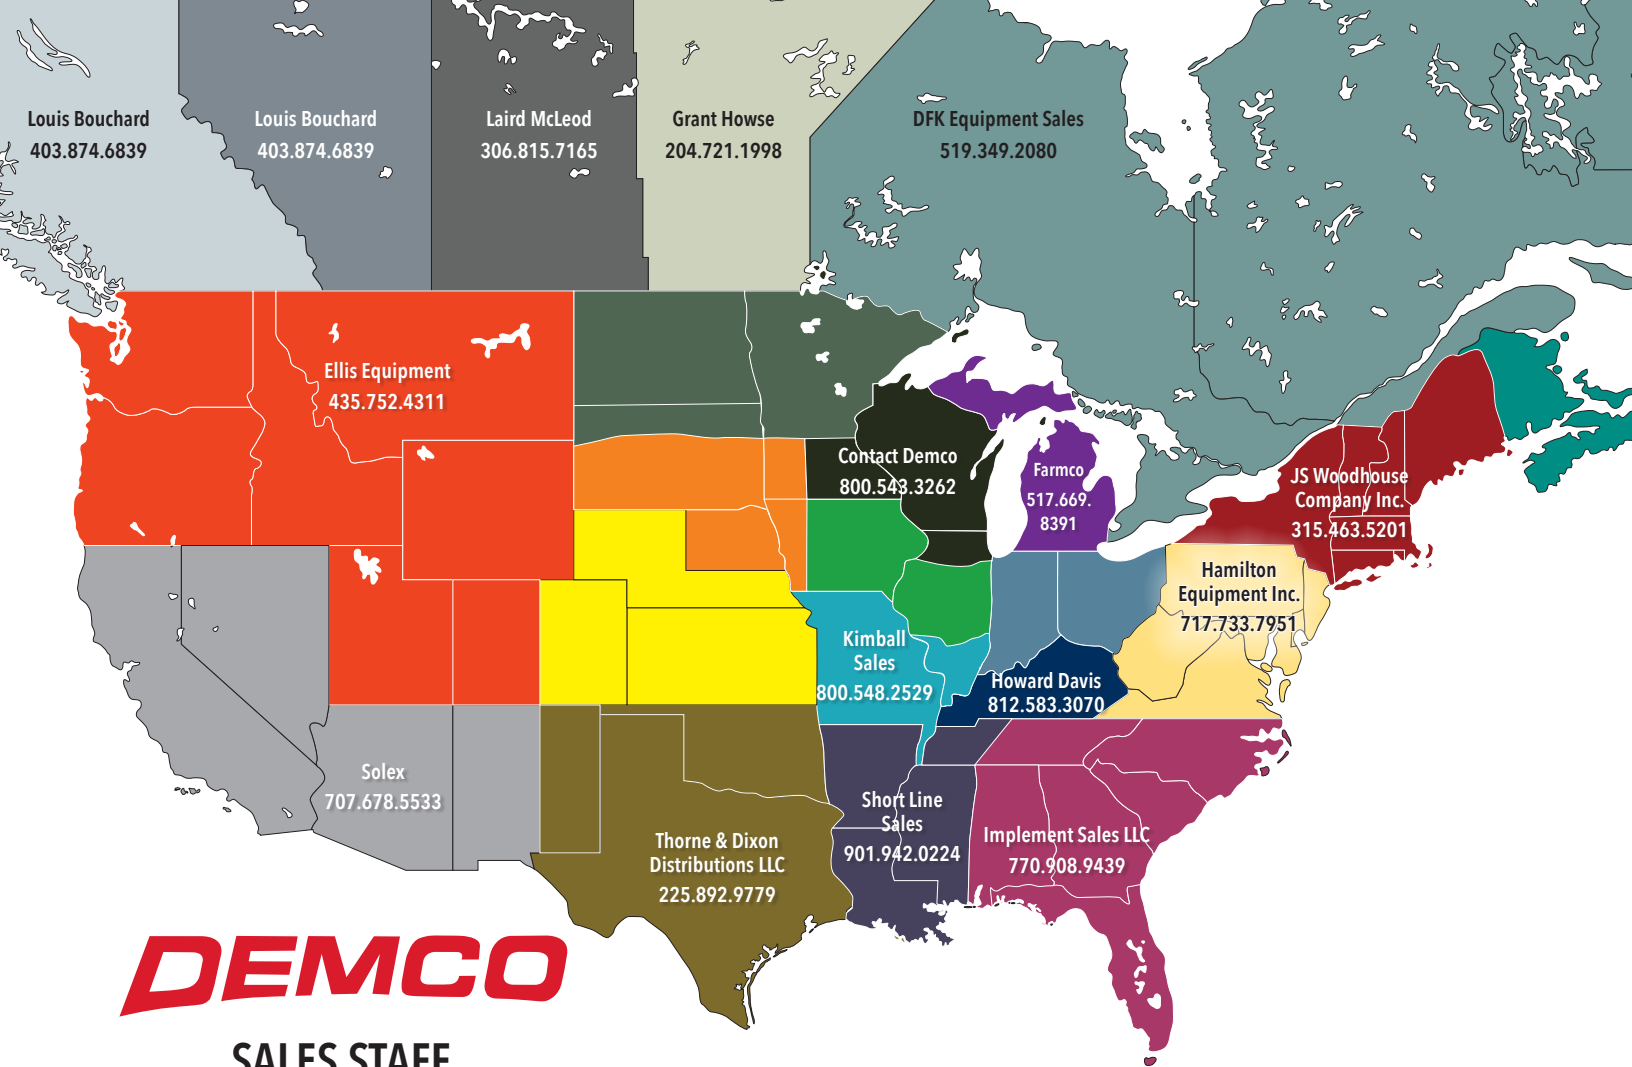 Louis Bouchard
403.874.6839
Louis Bouchard
403.874.6839
Laird McLeod
306.815.7165
Grant Howse
204.721.1998
DFK Equipment Sales
519.349.2080
Ellis Equipment
435.752.4311
Contact Demco
800.543.3262
Farmco
517.669.
8391
JS Woodhouse
Company Inc.
315.463.5201
Hamilton
Equipment Inc.
717.733.7951
Kimball
Sales
800.548.2529
Howard Davis
812.583.3070
Solex
707.678.5533
Thorne & Dixon
Distributions LLC
225.892.9779
Short Line
Sales
901.942.0224
Implement Sales LLC
770.908.9439
DEMCO
SALES STAFF